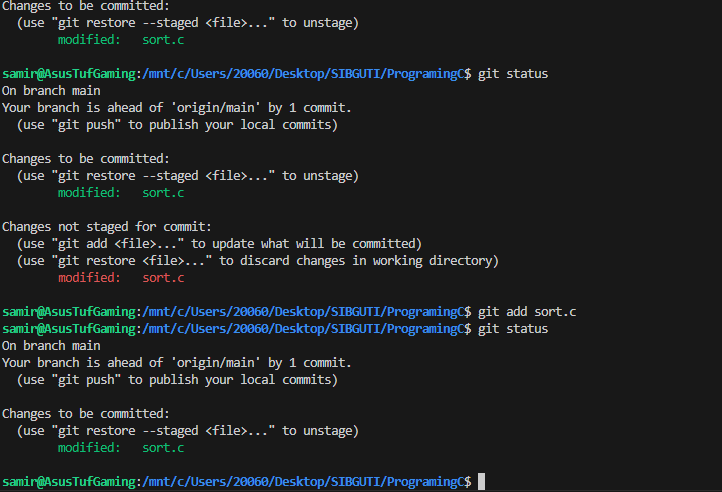 Changes to be committed:
  (use "git restore --staged <file>..." to unstage)
        modified:   sort.c

samir@AsusTufGaming:/mnt/c/Users/20060/Desktop/SIBGUTI/ProgramingC$ git status
On branch main
Your branch is ahead of 'origin/main' by 1 commit.
  (use "git push" to publish your local commits)

Changes to be committed:
  (use "git restore --staged <file>..." to unstage)
        modified:   sort.c

Changes not staged for commit:
  (use "git add <file>..." to update what will be committed)
  (use "git restore <file>..." to discard changes in working directory)
        modified:   sort.c

samir@AsusTufGaming:/mnt/c/Users/20060/Desktop/SIBGUTI/ProgramingC$ git add sort.c
samir@AsusTufGaming:/mnt/c/Users/20060/Desktop/SIBGUTI/ProgramingC$ git status
On branch main
Your branch is ahead of 'origin/main' by 1 commit.
  (use "git push" to publish your local commits)

Changes to be committed:
  (use "git restore --staged <file>..." to unstage)
        modified:   sort.c

samir@AsusTufGaming:/mnt/c/Users/20060/Desktop/SIBGUTI/ProgramingC$